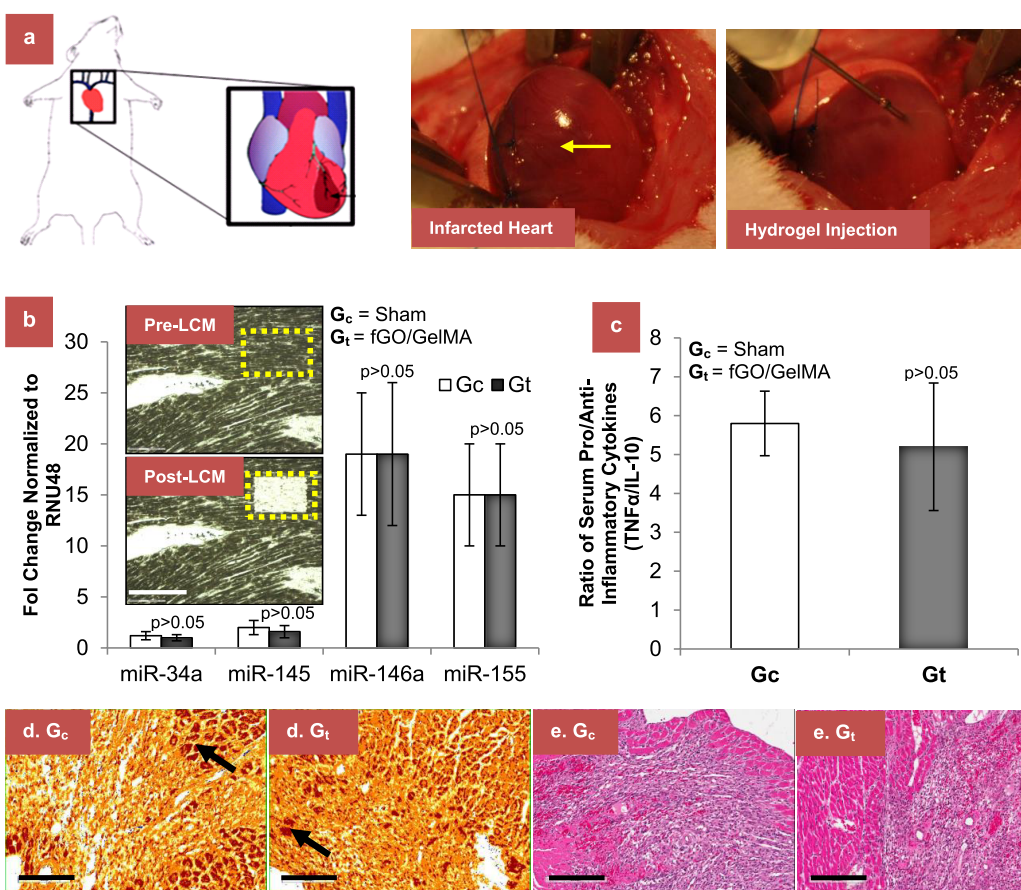 a
Infarcted Heart
Hydrogel Injection
b
Fol Change Normalized to
RNU48
30
25
20
15
10
5
0
Pre-LCM
Post-LCM
Gc = Sham
Gt = fGO/GelMA
Gc Gt
p>0.05
p>0.05
p>0.05
p>0.05
miR-34a
miR-145
miR-146a
miR-155
c
Ratio of Serum Pro/Anti-
Inflammatory Cytokines
(TNFα/IL-10)
8
7
6
5
4
3
2
1
0
Gc = Sham
Gt = fGO/GelMA
p>0.05
Gc
Gt
d. Gc
d. Gt
e. Gc
e. Gt